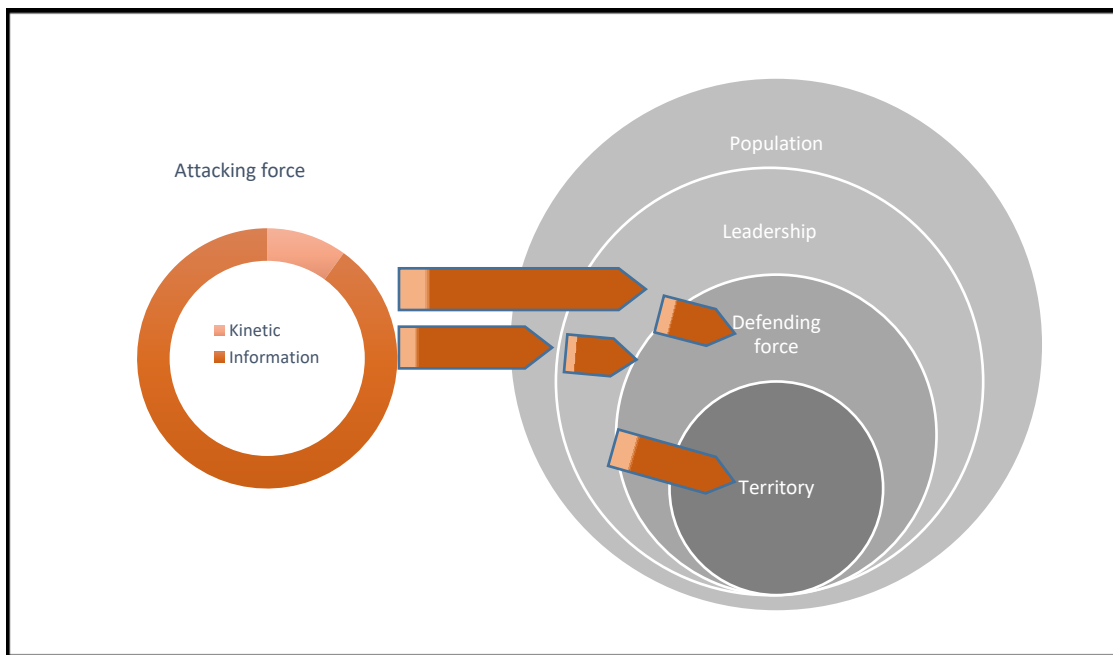 Population
Attacking force
Leadership
Kinetic
Information
Defending
force
Territory